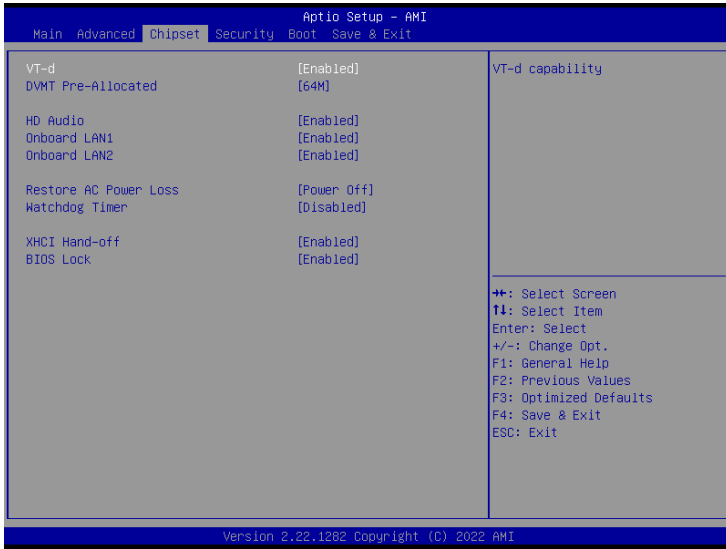 Aptio Setup – AMI
Main Advanced Chipset Security Boot Save & Exit
VT-d [Enabled]
DVMT Pre-Allocated [64M]
HD Audio [Enabled]
Onboard LAN1 [Enabled]
Onboard LAN2 [Enabled]
Restore AC Power Loss [Power Off]
Watchdog Timer [Disabled]
XHCI Hand-off [Enabled]
BIOS Lock [Enabled]
VT-d capability
→←: Select Screen
↑↓: Select Item
Enter: Select
+/-: Change Opt.
F1: General Help
F2: Previous Values
F3: Optimized Defaults
F4: Save & Exit
ESC: Exit
Version 2.22.1282 Copyright (C) 2022 AMI